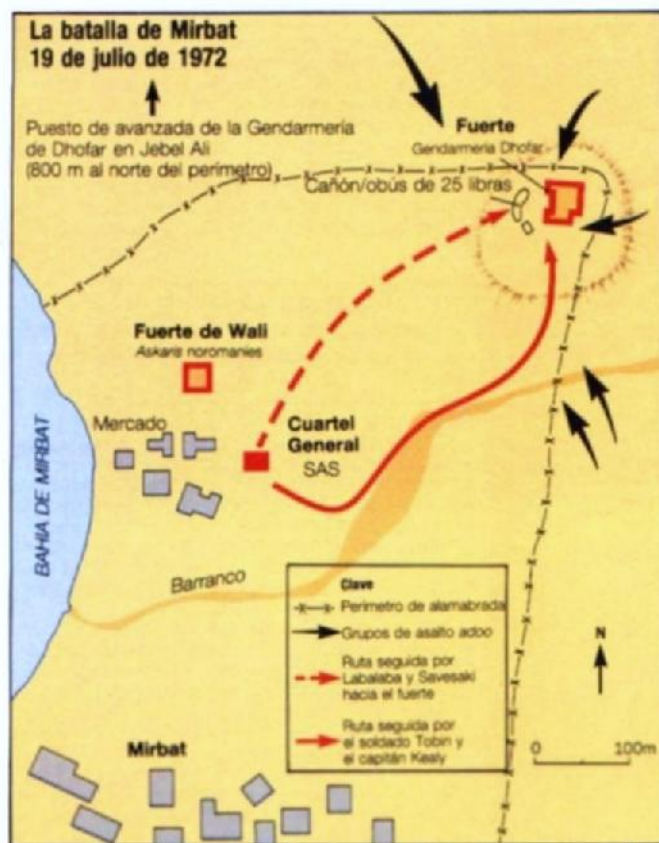 La batalla de Mirbat
19 de julio de 1972
Puesto de avanzada de la Gendarmería
de Dhofar en Jebel Ali
(800 m al norte del perímetro)
Fuerte
Gendarmería Dhofar
Cañón/obús de 25 libras
Fuerte de Wali
Askaris noromanies
Mercado
Cuartel
General
SAS
BAHIA DE MIRBAT
Barranco
Clave
Perímetro de alamabrada
Grupos de asalto adoo
Ruta seguida por
Labalaba y Savesaki
hacia el fuerte
Ruta seguida por
el soldado Tobin y
el capitán Kealy
N
0 100m
Mirbat